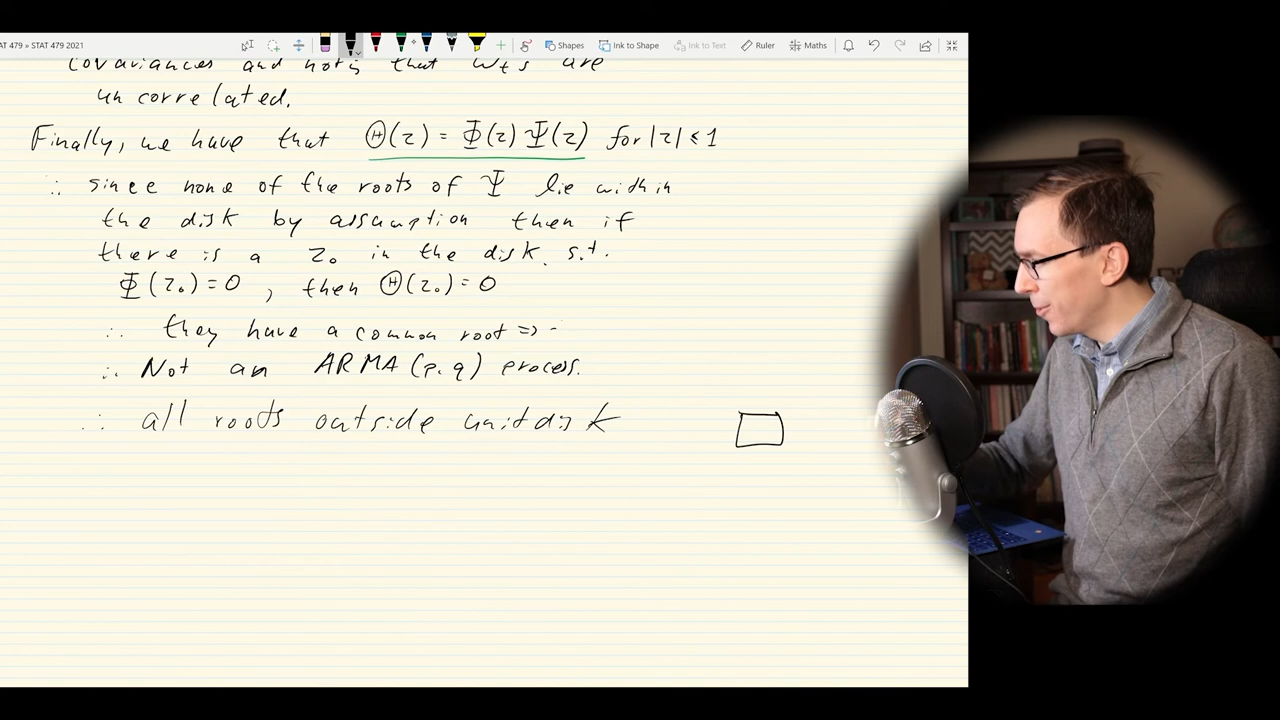 AT 479 » STAT 479 2021
Shapes Ink to Shape Ink to Text Ruler Maths
covariances and noting that wₜ's are
uncorrelated.
Finally, we have that Θ(z) = Φ(z) Ψ(z) for |z| ≤ 1
∴ since none of the roots of Ψ lie within
the disk by assumption then if
there is a z₀ in the disk s.t.
Φ(z₀) = 0 , then Θ(z₀) = 0
∴ they have a common root ⇒
∴ Not an ARMA(p,q) process.
∴ all roots outside unit disk